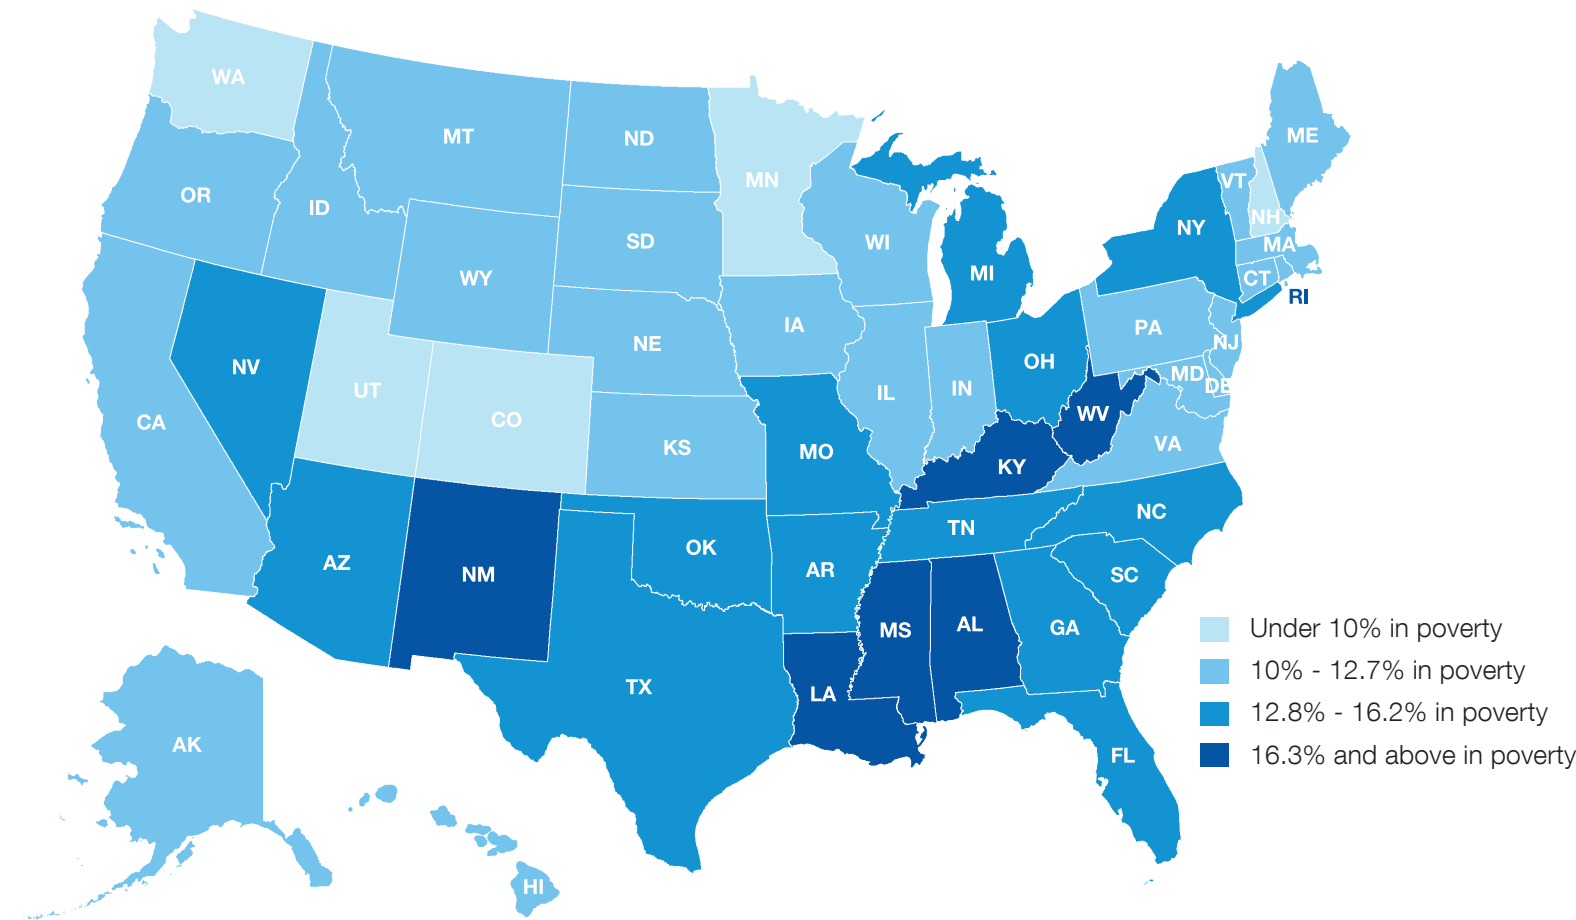 WA
MT
ND
MN
ME
OR
ID
VT
NH
NY
SD
WI
MA
MI
WY
CT
RI
IA
PA
NE
NJ
OH
NV
MD
DE
UT
IN
IL
CO
WV
CA
VA
KS
MO
KY
NC
TN
OK
AZ
AR
NM
SC
MS
AL
GA
Under 10% in poverty
10% - 12.7% in poverty
TX
LA
12.8% - 16.2% in poverty
AK
FL
16.3% and above in poverty
HI